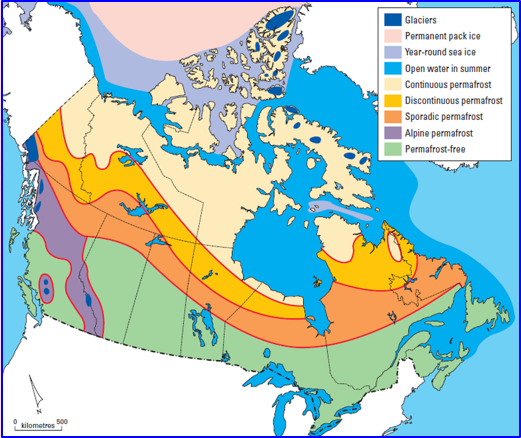 Glaciers
Permanent pack ice
Year-round sea ice
Open water in summer
Continuous permafrost
Discontinuous permafrost
Sporadic permafrost
Alpine permafrost
Permafrost-free
N
0 kilometres 500